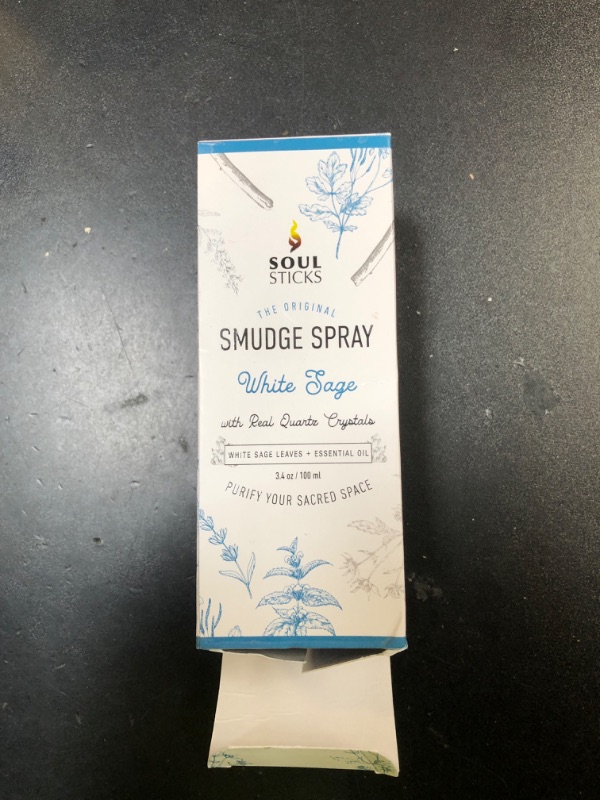 SOUL
STICKS
THE ORIGINAL
SMUDGE SPRAY
White Sage
with Real Quartz Crystals
WHITE SAGE LEAVES + ESSENTIAL OIL
3.4 oz / 100 ml
PURIFY YOUR SACRED SPACE